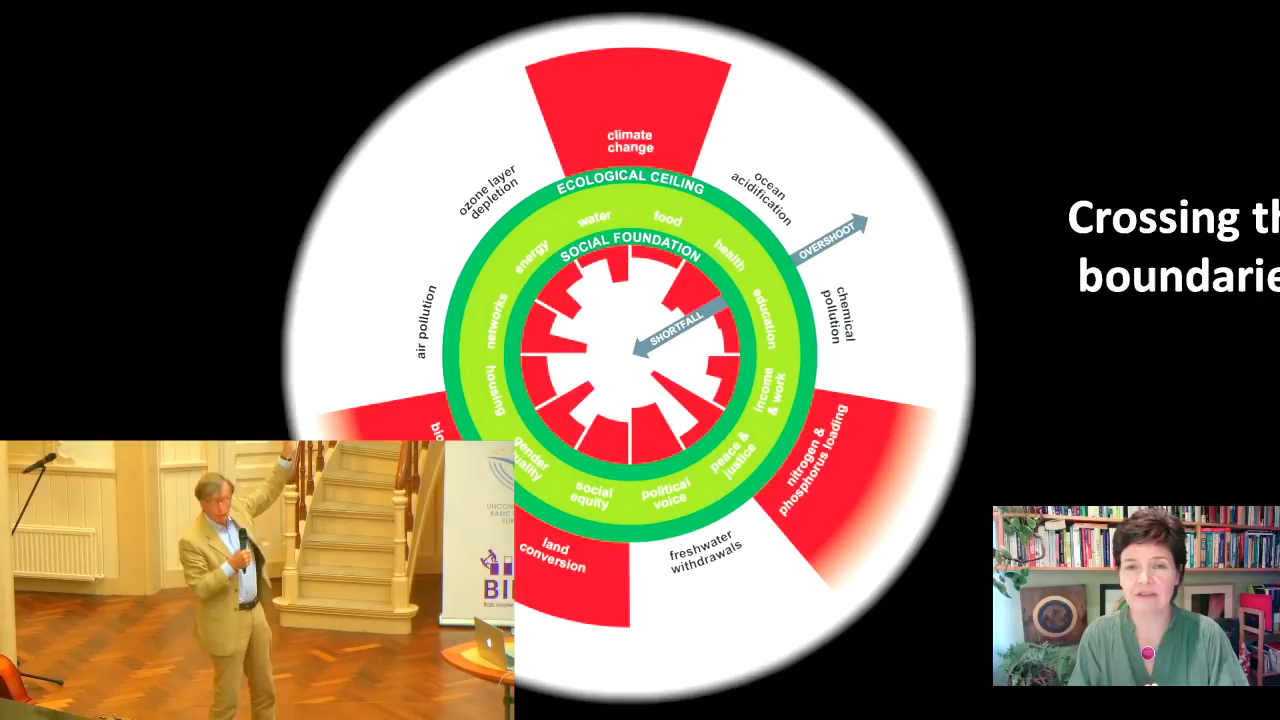 climate
change
ozone layer
depletion
ocean
acidification
ECOLOGICAL CEILING
water
food
OVERSHOOT
SOCIAL FOUNDATION
energy
health
air pollution
networks
SHORTFALL
education
chemical
pollution
housing
income
& work
nitrogen &
phosphorus loading
peace &
justice
political
voice
social
equity
land
conversion
freshwater
withdrawals
Crossing